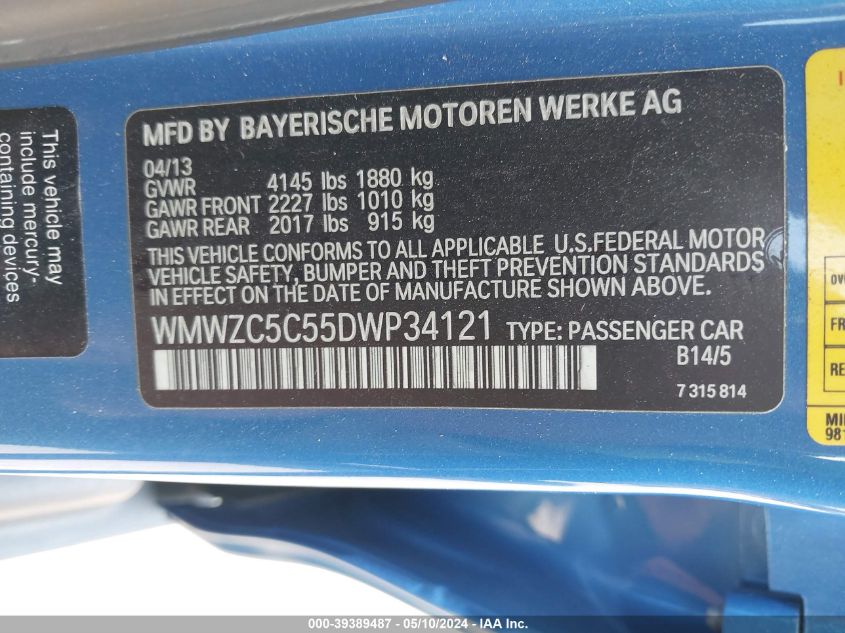 This vehicle may
include mercury-
containing devices
MFD BY BAYERISCHE MOTOREN WERKE AG
04/13
GVWR 4145 lbs 1880 kg
GAWR FRONT 2227 lbs 1010 kg
GAWR REAR 2017 lbs 915 kg
THIS VEHICLE CONFORMS TO ALL APPLICABLE U.S.FEDERAL MOTOR
VEHICLE SAFETY, BUMPER AND THEFT PREVENTION STANDARDS
IN EFFECT ON THE DATE OF MANUFACTURE SHOWN ABOVE.
WMWZC5C55DWP34121 TYPE: PASSENGER CAR
B14/5
7 315 814
000-39389487 - 05/10/2024 - IAA Inc.